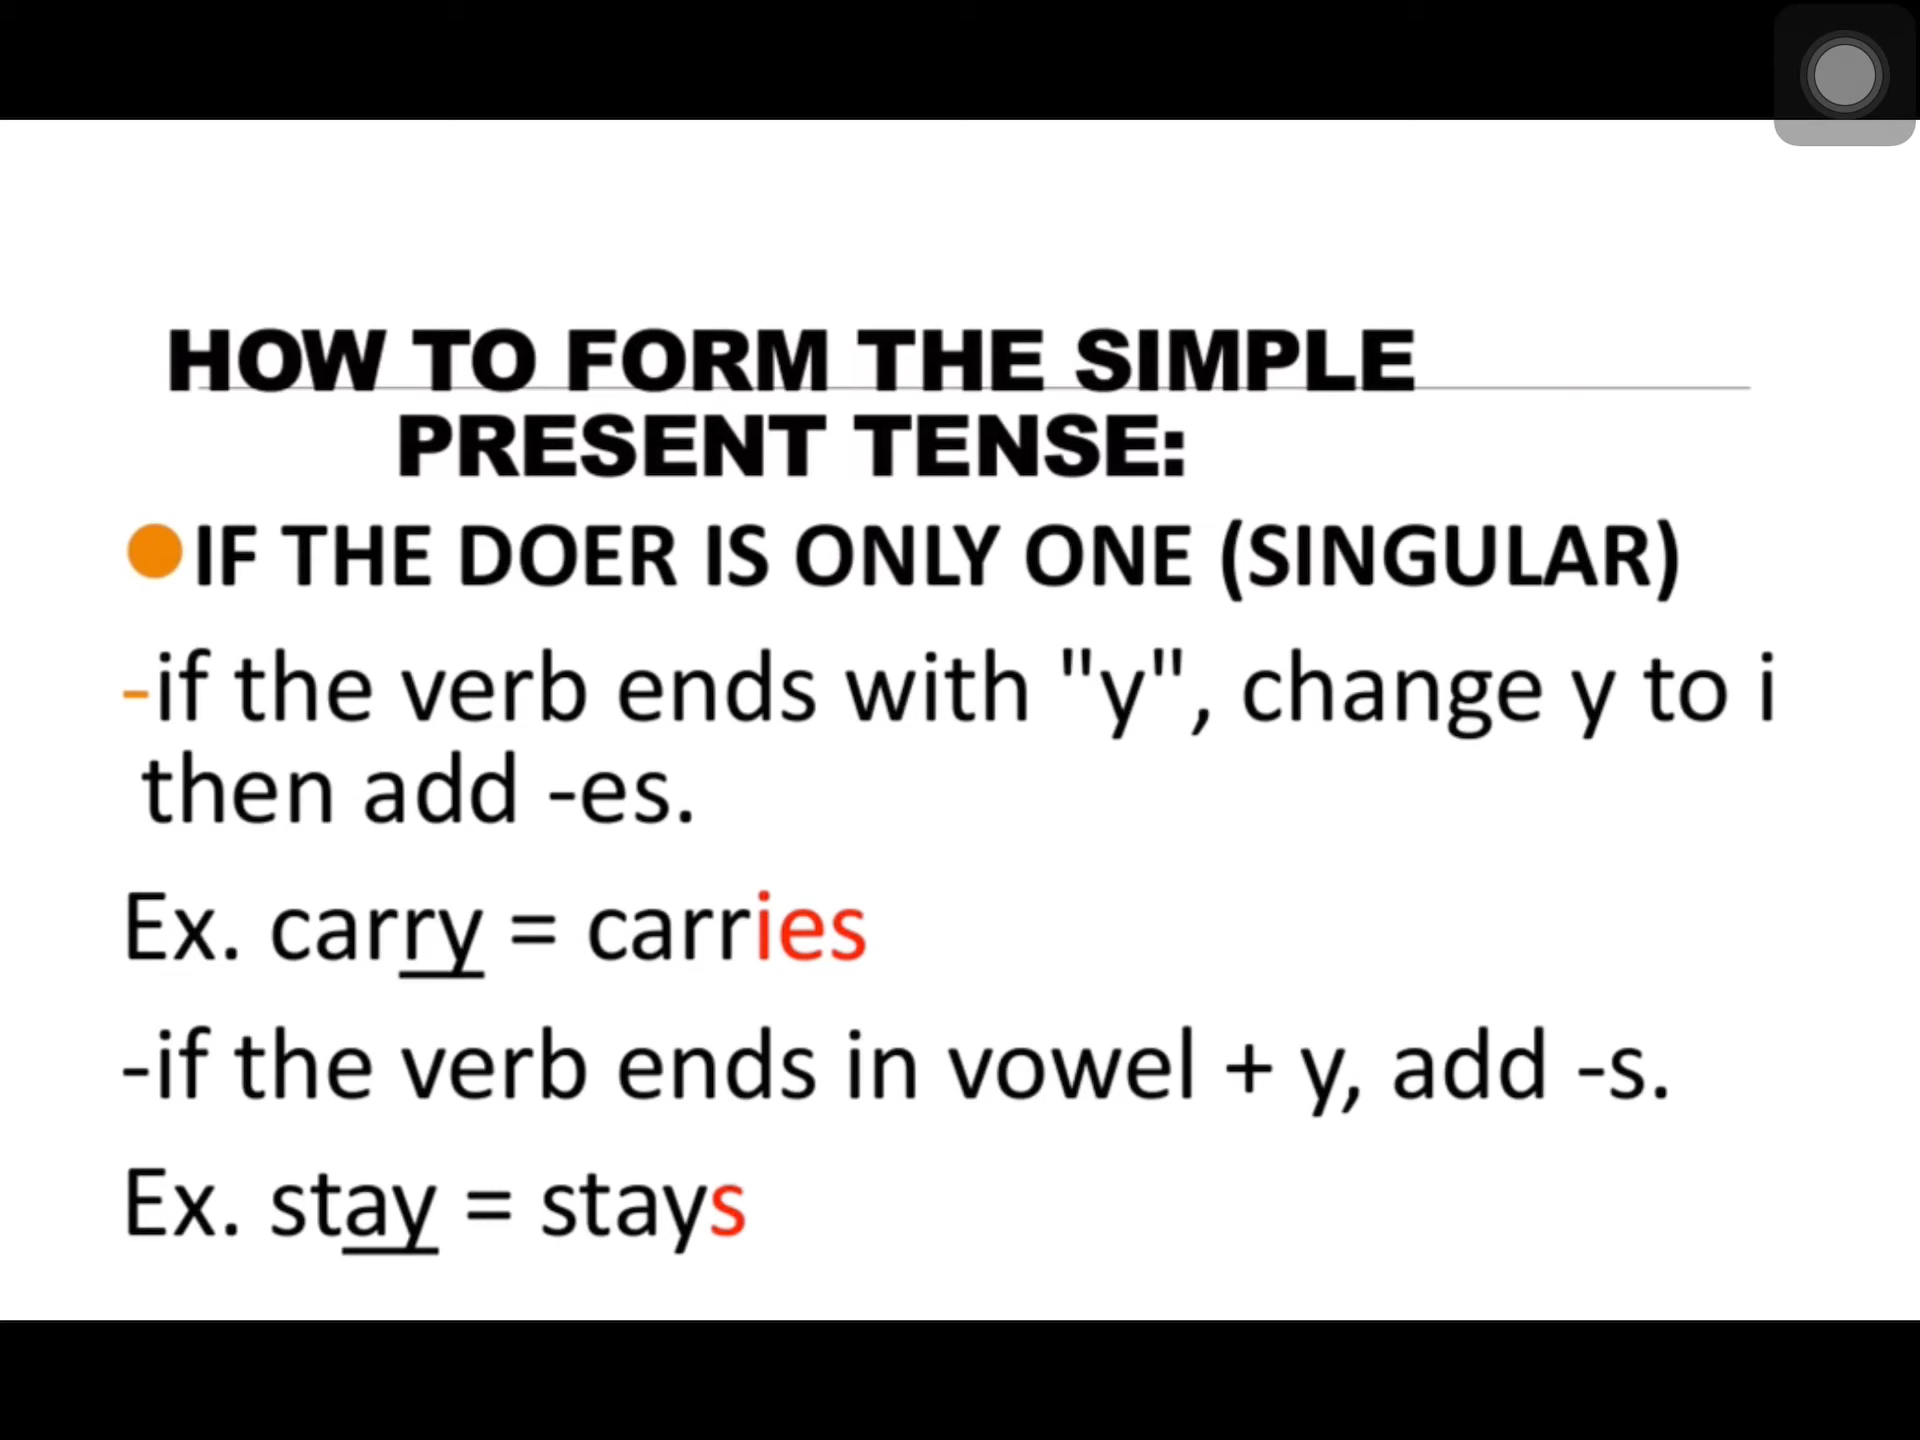 HOW TO FORM THE SIMPLE
PRESENT TENSE:
IF THE DOER IS ONLY ONE (SINGULAR)
-if the verb ends with "y", change y to i
then add -es.
Ex. carry = carries
-if the verb ends in vowel + y, add -s.
Ex. stay = stays